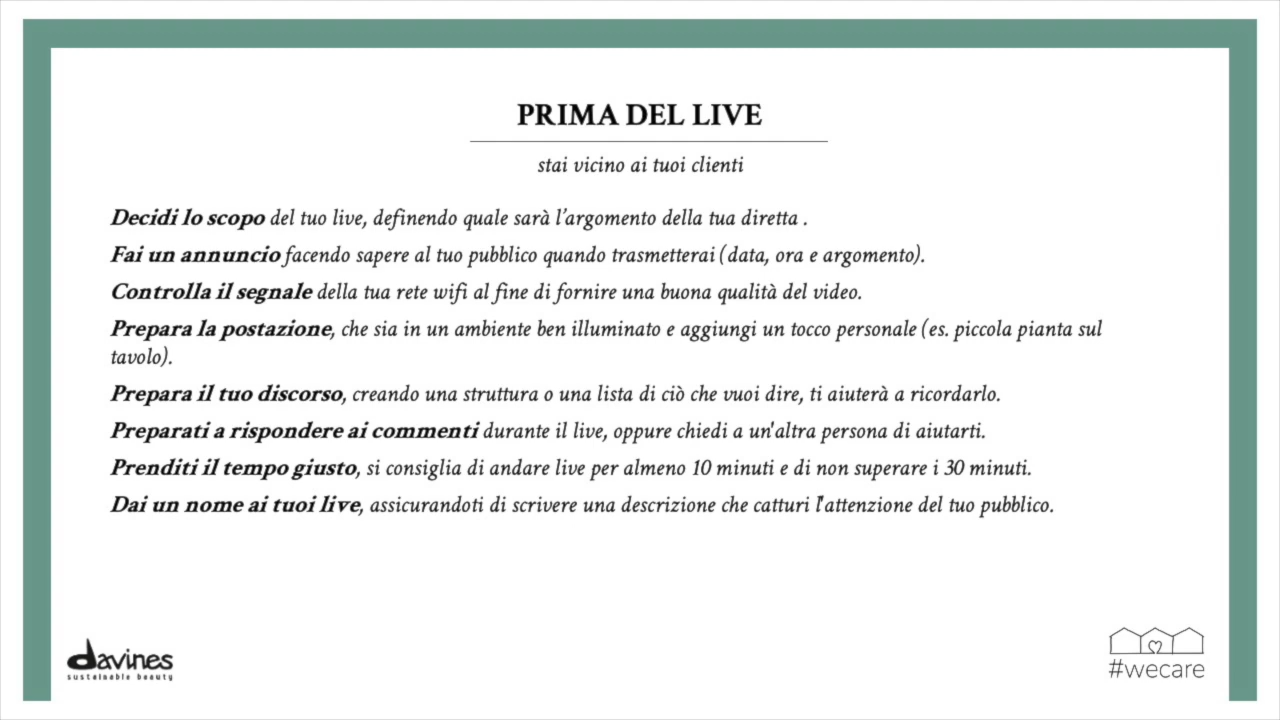 PRIMA DEL LIVE
stai vicino ai tuoi clienti
Decidi lo scopo del tuo live, definendo quale sarà l’argomento della tua diretta .
Fai un annuncio facendo sapere al tuo pubblico quando trasmetterai (data, ora e argomento).
Controlla il segnale della tua rete wifi al fine di fornire una buona qualità del video.
Prepara la postazione, che sia in un ambiente ben illuminato e aggiungi un tocco personale (es. piccola pianta sul
tavolo).
Prepara il tuo discorso, creando una struttura o una lista di ciò che vuoi dire, ti aiuterà a ricordarlo.
Preparati a rispondere ai commenti durante il live, oppure chiedi a un'altra persona di aiutarti.
Prenditi il tempo giusto, si consiglia di andare live per almeno 10 minuti e di non superare i 30 minuti.
Dai un nome ai tuoi live, assicurandoti di scrivere una descrizione che catturi l'attenzione del tuo pubblico.
davines
sustainable beauty
#wecare